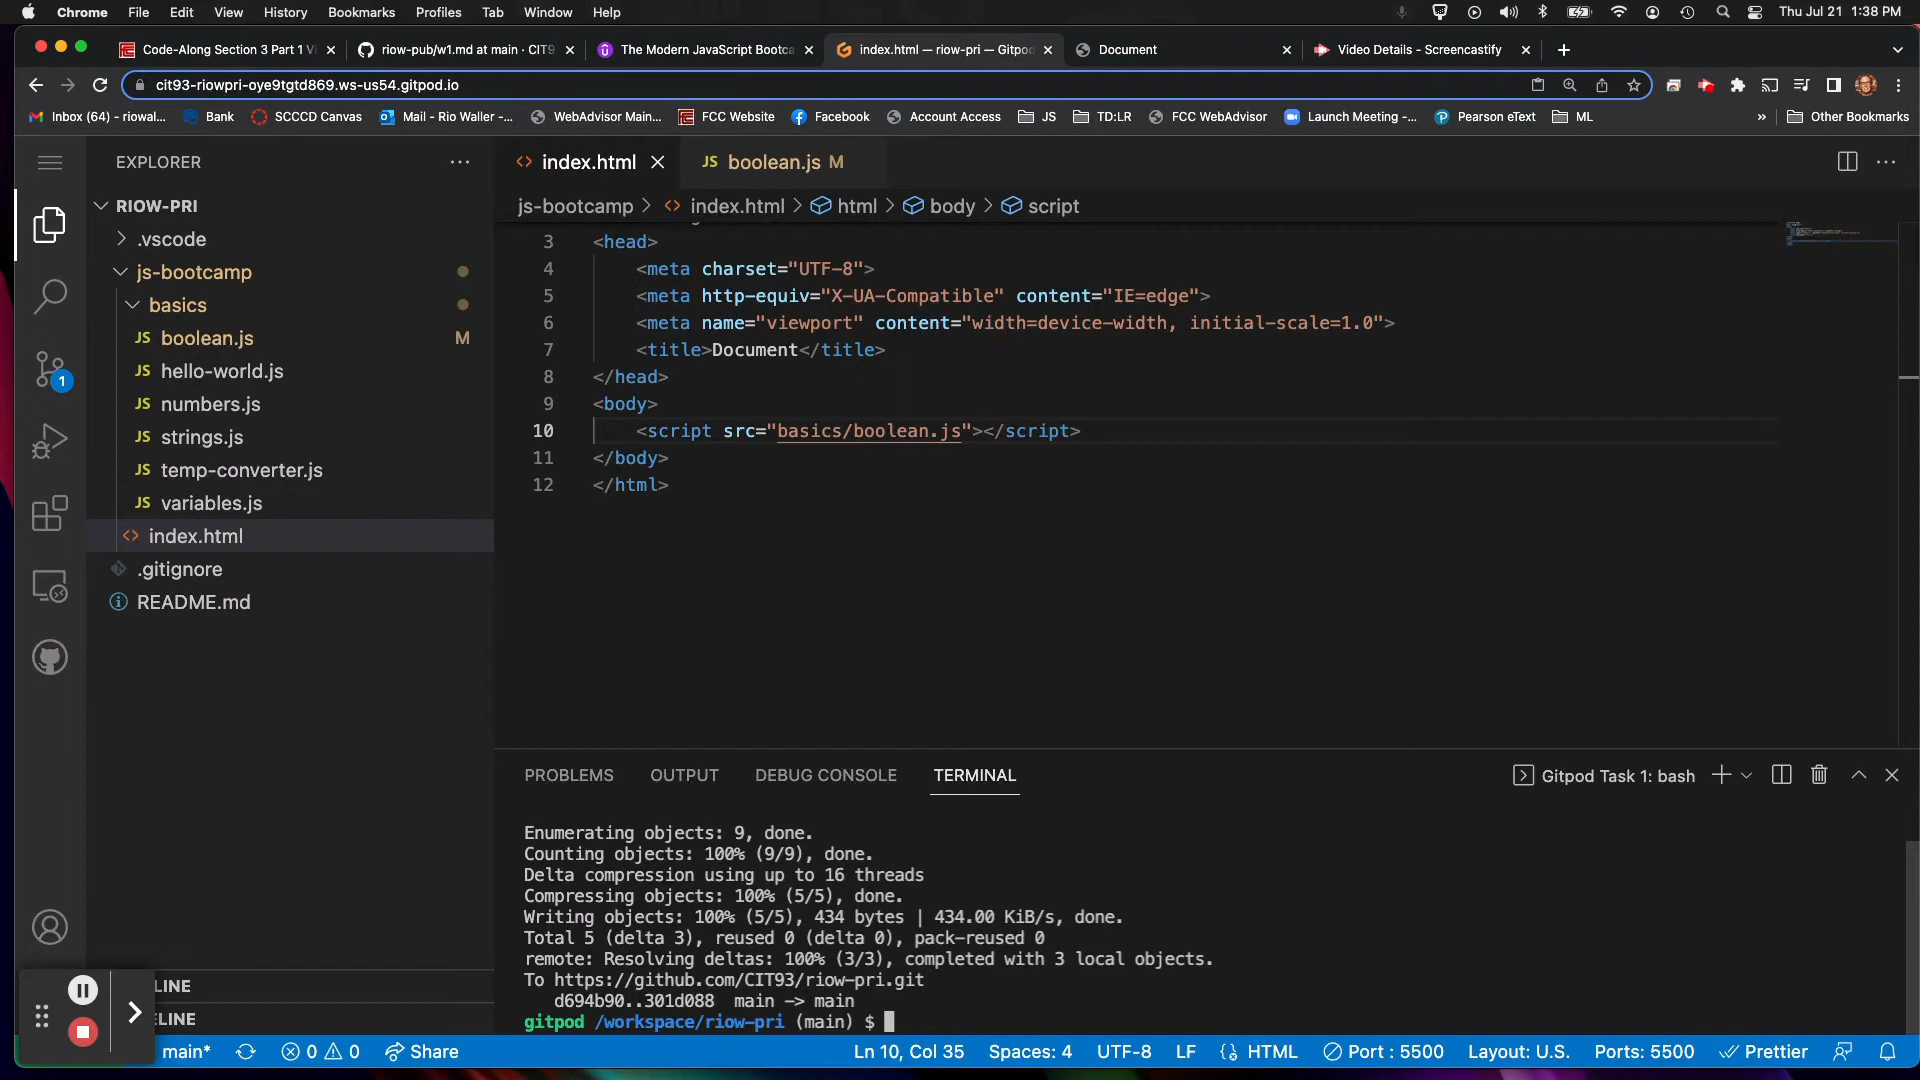 Chrome File Edit View History Bookmarks Profiles Tab Window Help Thu Jul 21 1:38 PM
Code-Along Section 3 Part 1 Vi riow-pub/w1.md at main · CIT9 The Modern JavaScript Bootca index.html — riow-pri — Gitpod Document Video Details - Screencastify
cit93-riowpri-oye9tgtd869.ws-us54.gitpod.io
Inbox (64) - riowal... Bank SCCCD Canvas Mail - Rio Waller -... WebAdvisor Main... FCC Website Facebook Account Access JS TD:LR FCC WebAdvisor Launch Meeting -... Pearson eText ML » Other Bookmarks
EXPLORER
RIOW-PRI
.vscode
js-bootcamp
basics
JS boolean.js M
JS hello-world.js
JS numbers.js
JS strings.js
JS temp-converter.js
JS variables.js
index.html
.gitignore
README.md
LINE
ELINE
index.html JS boolean.js M
js-bootcamp > index.html > html > body > script
3 <head>
4 <meta charset="UTF-8">
5 <meta http-equiv="X-UA-Compatible" content="IE=edge">
6 <meta name="viewport" content="width=device-width, initial-scale=1.0">
7 <title>Document</title>
8 </head>
9 <body>
10 <script src="basics/boolean.js"></script>
11 </body>
12 </html>
PROBLEMS OUTPUT DEBUG CONSOLE TERMINAL Gitpod Task 1: bash
Enumerating objects: 9, done.
Counting objects: 100% (9/9), done.
Delta compression using up to 16 threads
Compressing objects: 100% (5/5), done.
Writing objects: 100% (5/5), 434 bytes | 434.00 KiB/s, done.
Total 5 (delta 3), reused 0 (delta 0), pack-reused 0
remote: Resolving deltas: 100% (3/3), completed with 3 local objects.
To https://github.com/CIT93/riow-pri.git
d694b90..301d088 main -> main
gitpod /workspace/riow-pri (main) $
1
main* 0 0 Share Ln 10, Col 35 Spaces: 4 UTF-8 LF HTML Port : 5500 Layout: U.S. Ports: 5500 Prettier